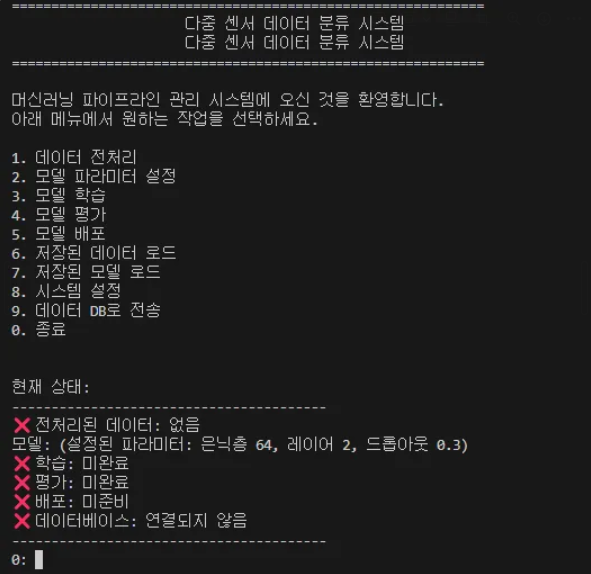 ============================================================
다중 센서 데이터 분류 시스템
다중 센서 데이터 분류 시스템
============================================================
머신러닝 파이프라인 관리 시스템에 오신 것을 환영합니다.
아래 메뉴에서 원하는 작업을 선택하세요.
1. 데이터 전처리
2. 모델 파라미터 설정
3. 모델 학습
4. 모델 평가
5. 모델 배포
6. 저장된 데이터 로드
7. 저장된 모델 로드
8. 시스템 설정
9. 데이터 DB로 전송
0. 종료
현재 상태:
----------------------------------------
❌ 전처리된 데이터: 없음
모델: (설정된 파라미터: 은닉층 64, 레이어 2, 드롭아웃 0.3)
❌ 학습: 미완료
❌ 평가: 미완료
❌ 배포: 미준비
❌ 데이터베이스: 연결되지 않음
----------------------------------------
0: